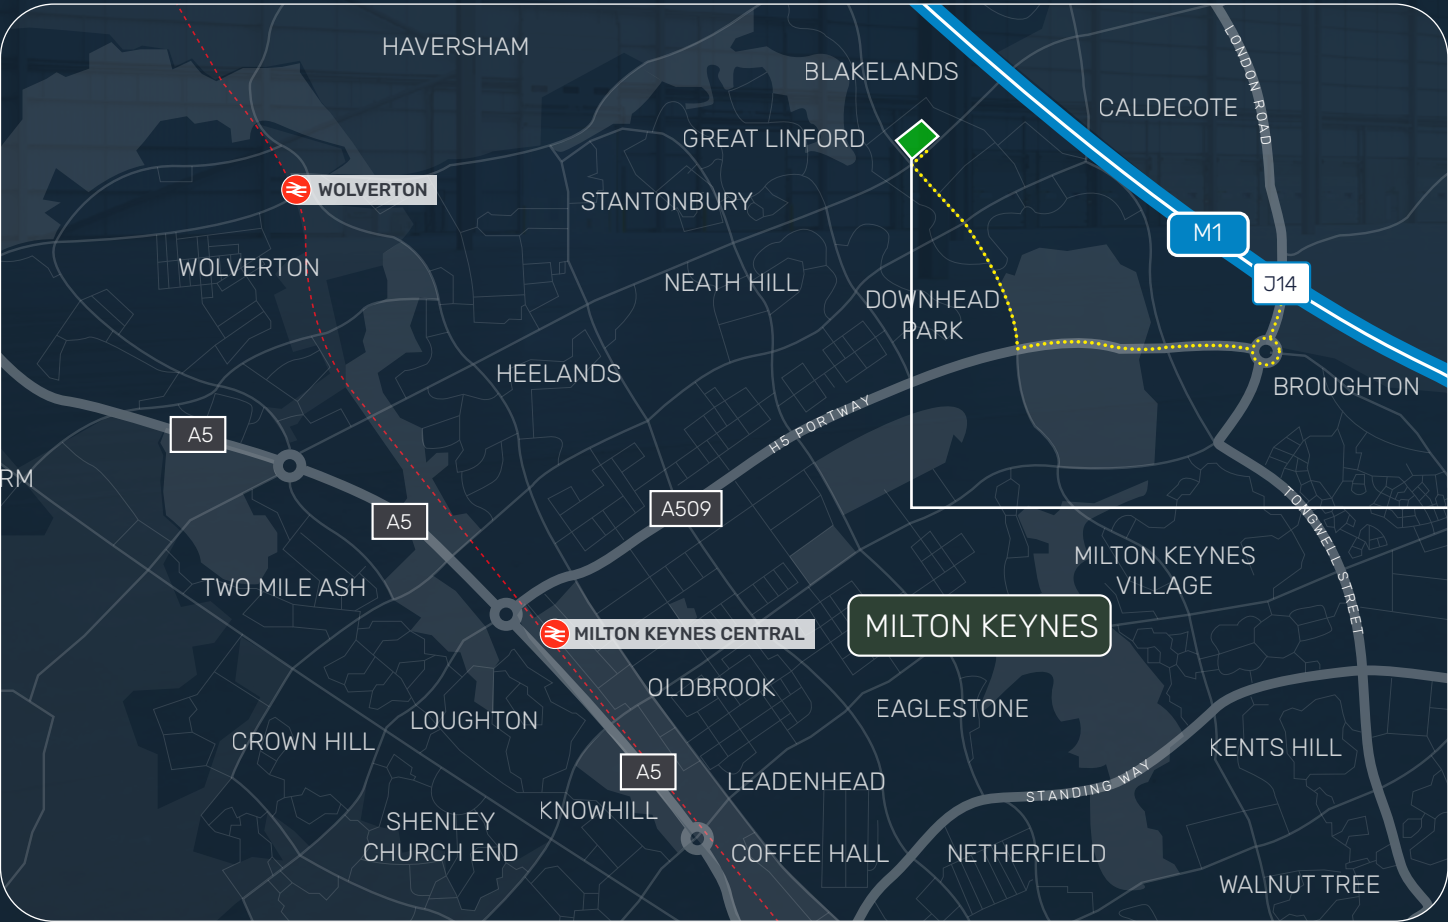 HAVERSHAM
BLAKELANDS
LONDON ROAD
CALDECOTE
GREAT LINFORD
WOLVERTON
STANTONBURY
M1
WOLVERTON
NEATH HILL
J14
DOWNHEAD
PARK
HEELANDS
BROUGHTON
H5 PORTWAY
A5
RM
A509
A5
TONGWELL STREET
MILTON KEYNES
VILLAGE
TWO MILE ASH
MILTON KEYNES
MILTON KEYNES CENTRAL
OLDBROOK
EAGLESTONE
LOUGHTON
CROWN HILL
KENTS HILL
A5
LEADENHEAD
STANDING WAY
KNOWHILL
SHENLEY
CHURCH END
COFFEE HALL
NETHERFIELD
WALNUT TREE